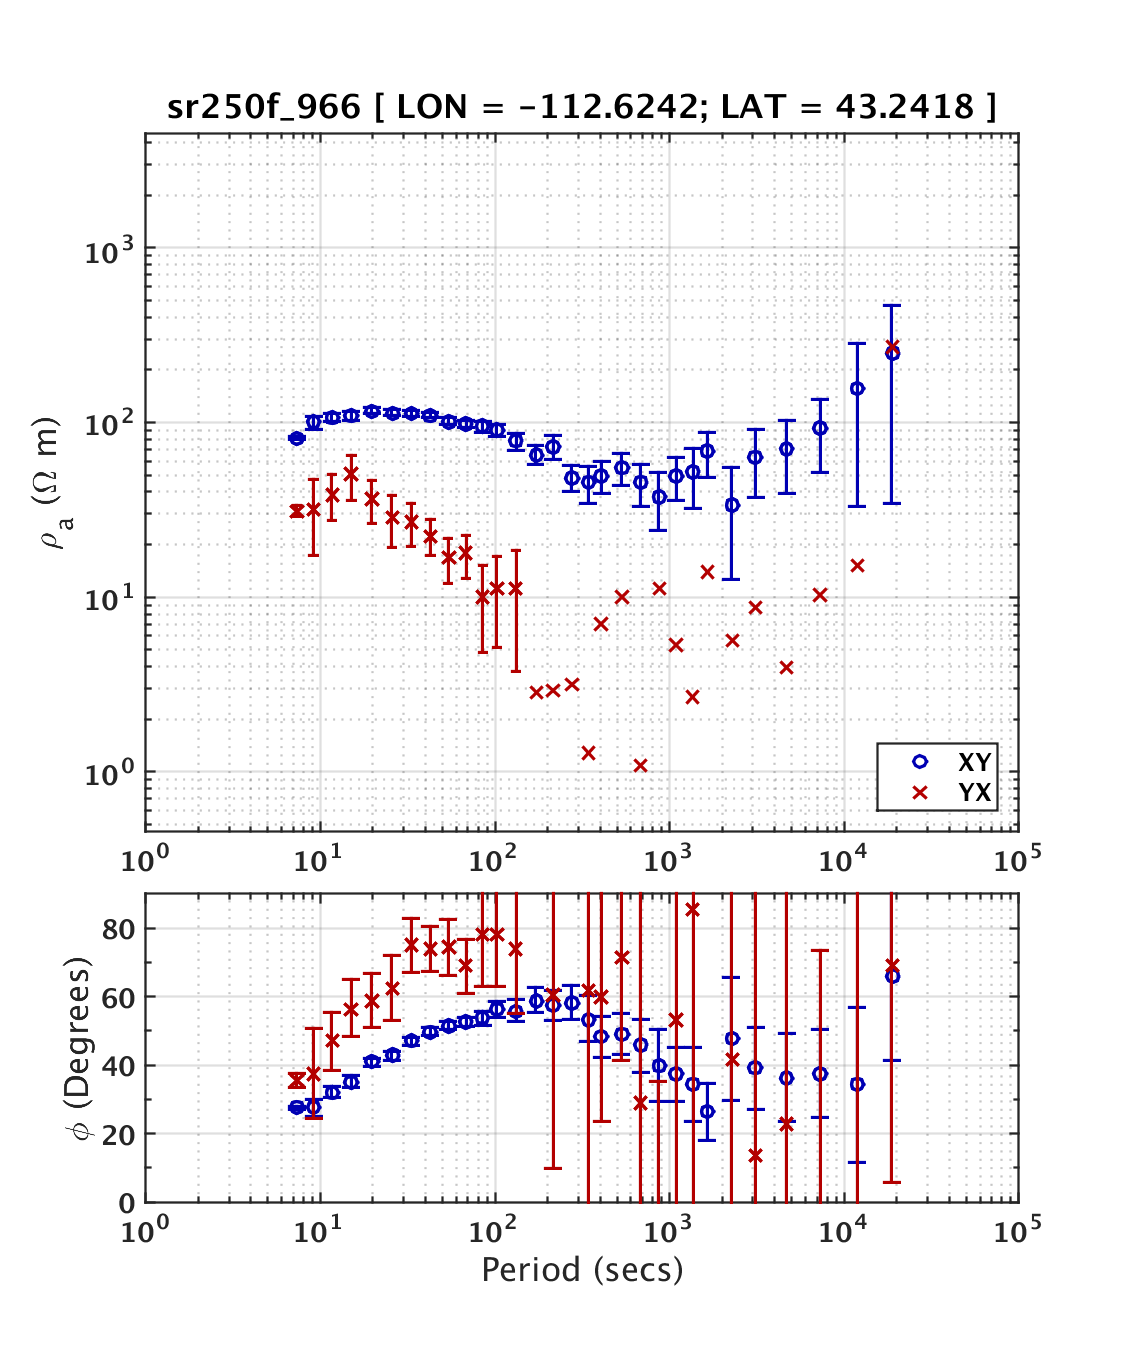 sr250f_966 [ LON = -112.6242; LAT = 43.2418 ]
10³
10²
10¹
10⁰
ρa (Ω m)
XY
YX
10⁰ 10¹ 10² 10³ 10⁴ 10⁵
80
60
40
20
0
ϕ (Degrees)
10⁰ 10¹ 10² 10³ 10⁴ 10⁵
Period (secs)